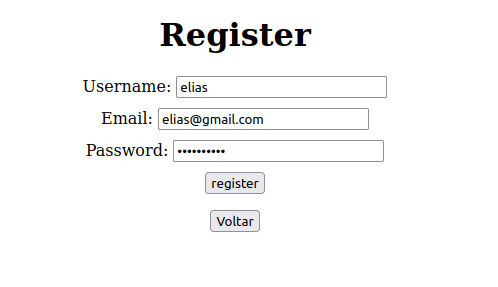 Register
Username: elias
Email: elias@gmail.com
Password: ••••••••••
register
Voltar